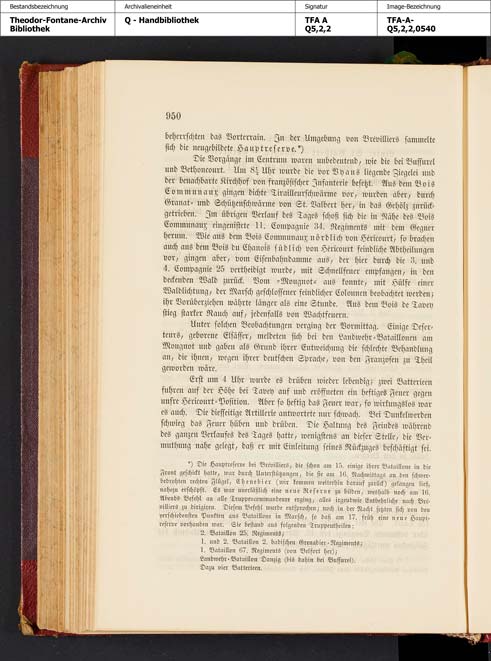 Bestandsbezeichnung
Archivalieneinheit
Signatur
Image-Bezeichnung
Theodor-Fontane-Archiv
Bibliothek
Q - Handbibliothek
TFA A
Q5,2,2
TFA-A-
Q5,2,2,0540
950
beherrschten das Vorterrain. In der Umgebung von Brevilliers sammelte
sich die neugebildete Hauptreserve.*)
Die Vorgänge im Centrum waren unbedeutend, wie die bei Bussurel
und Bethoncourt. Um 8½ Uhr wurde die vor Byans liegende Ziegelei und
der benachbarte Kirchhof von französischer Infanterie besetzt. Aus dem Bois
Communaux gingen dichte Tirailleurschwärme vor, wurden aber, durch
Granat- und Schützenschwärme von St. Valbert her, in das Gehölz zurück-
getrieben. Im übrigen Verlauf des Tages schoß sich die in Nähe des Bois
Communaux eingenistete 11. Compagnie 34. Regiments mit dem Gegner
herum. Wie aus dem Bois Communaux nördlich von Héricourt, so brachen
auch aus dem Bois du Chanois südlich von Héricourt feindliche Abtheilungen
vor, gingen aber, vom Eisenbahndamme aus, der hier durch die 3. und
4. Compagnie 25 vertheidigt wurde, mit Schnellfeuer empfangen, in den
deckenden Wald zurück. Vom »Mougnot« aus konnte, mit Hülfe einer
Waldlichtung, der Marsch geschlossener feindlicher Colonnen beobachtet werden;
ihr Vorüberziehen währte länger als eine Stunde. Aus dem Bois de Tavey
stieg starker Rauch auf, jedenfalls von Wachtfeuern.
Unter solchen Beobachtungen verging der Vormittag. Einige Deser-
teurs, geborene Elsässer, meldeten sich bei den Landwehr-Bataillonen am
Mougnot und gaben als Grund ihrer Entweichung die schlechte Behandlung
an, die ihnen, wegen ihrer deutschen Sprache, von den Franzosen zu Theil
geworden wäre.
Erst um 4 Uhr wurde es drüben wieder lebendig; zwei Batterieen
fuhren auf der Höhe bei Tavey auf und eröffneten ein heftiges Feuer gegen
unsre Héricourt-Position. Aber so heftig das Feuer war, so wirkungslos war
es auch. Die diesseitige Artillerie antwortete nur schwach. Bei Dunkelwerden
schwieg das Feuer hüben und drüben. Die Haltung des Feindes während
des ganzen Verlaufes des Tages hatte, wenigstens an dieser Stelle, die Ver-
muthung nahe gelegt, daß er mit Einleitung seines Rückzuges beschäftigt sei.
*) Die Hauptreserve bei Brevilliers, die schon am 15. einige ihrer Bataillone in die
Front geschickt hatte, war durch Unterstützungen, die sie am 16. Nachmittags an den schwer-
bedrohten rechten Flügel, Chenebier (wir kommen weiterhin darauf zurück) gelangen ließ,
nahezu erschöpft. Es war unerläßlich eine neue Reserve zu bilden, weshalb noch am 16.
Abends Befehl an alle Truppencommandeure erging, alles irgendwie Entbehrliche nach Bre-
villiers zu dirigiren. Diesem Befehl wurde entsprochen; noch in der Nacht setzten sich von den
verschiedensten Punkten aus Bataillone in Marsch, so daß am 17. früh eine neue Haupt-
reserve vorhanden war. Sie bestand aus folgenden Truppentheilen:
2. Bataillon 25. Regiments;
1. und 2. Bataillon 2. badischen Grenadier-Regiments;
1. Bataillon 67. Regiments (von Belfort her);
Landwehr-Bataillon Danzig (bis dahin bei Bussurel).
Dazu vier Batterieen.